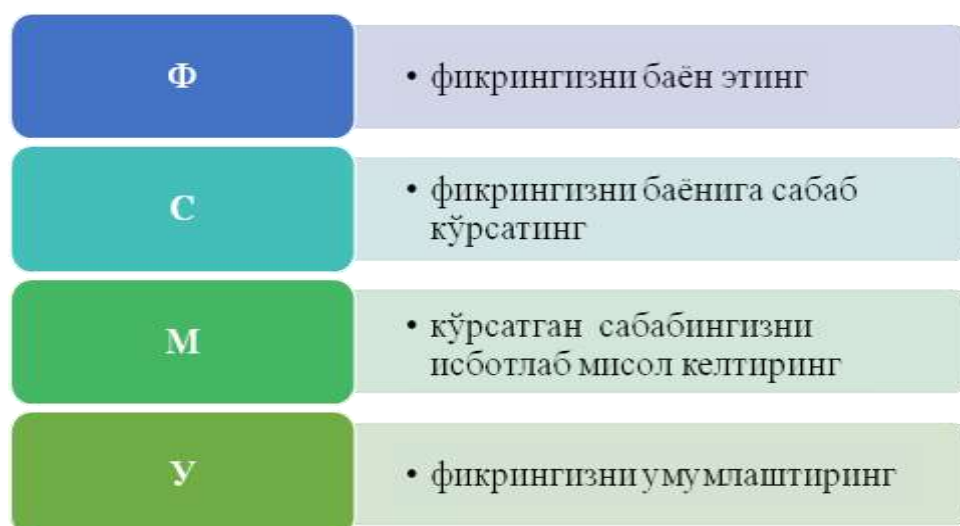 Ф
• фикрингизни баён этинг
С
• фикрингизни баёнига сабаб
кўрсатинг
М
• кўрсатган сабабингизни
исботлаб мисол келтиринг
У
• фикрингизни умумлаштиринг